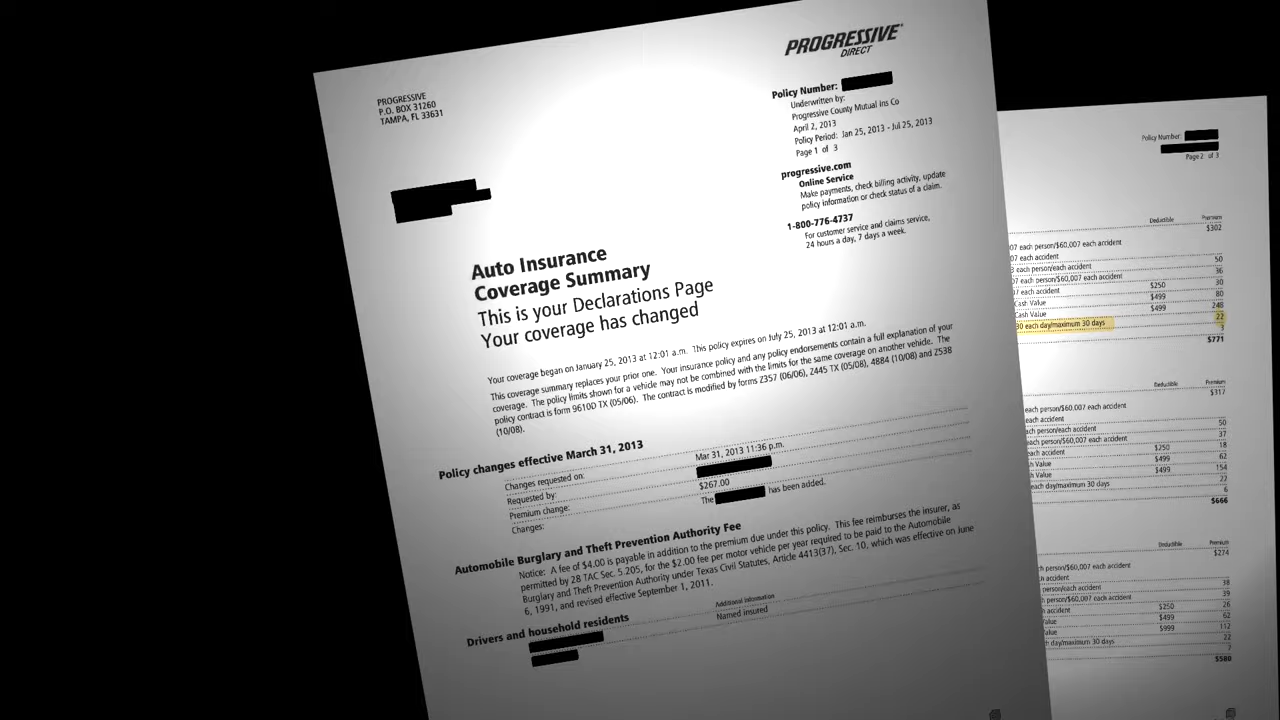 PROGRESSIVE
DIRECT
PROGRESSIVE
P.O. BOX 31260
TAMPA, FL 33631
Policy Number:
Underwritten by:
Progressive County Mutual Ins Co
April 2, 2013
Policy Period: Jan 25, 2013 - Jul 25, 2013
Page 1 of 3
progressive.com
Online Service
Make payments, check billing activity, update
policy information or check status of a claim.
1-800-776-4737
For customer service and claims service,
24 hours a day, 7 days a week.
Auto Insurance
Coverage Summary
This is your Declarations Page
Your coverage has changed
Your coverage began on January 25, 2013 at 12:01 a.m. This policy expires on July 25, 2013 at 12:01 a.m.
This coverage summary replaces your prior one. Your insurance policy and any policy endorsements contain a full explanation of your
coverage. The policy limits shown for a vehicle may not be combined with the limits for the same coverage on another vehicle. The
policy contract is form 9610D TX (05/06). The contract is modified by forms Z357 (06/06), Z445 TX (05/08), 4884 (10/08) and Z538
(10/08).
Policy changes effective March 31, 2013
Changes requested on: Mar 31, 2013 11:36 p.m.
Requested by:
Premium change: $267.00
Changes: The has been added.
Automobile Burglary and Theft Prevention Authority Fee
Notice: A fee of $4.00 is payable in addition to the premium due under this policy. This fee reimburses the insurer, as
permitted by 28 TAC Sec. 5.205, for the $2.00 fee per motor vehicle per year required to be paid to the Automobile
Burglary and Theft Prevention Authority under Texas Civil Statutes, Article 4413(37), Sec. 10, which was effective on June
6, 1991, and revised effective September 1, 2011.
Drivers and household residents Additional information
Named insured
Policy Number:
Page 2 of 3
Deductible Premium
$302
07 each person/$60,007 each accident
07 each accident
3 each person/each accident 50
07 each person/$60,007 each accident 36
7 each accident $250 30
Cash Value $499 80
Cash Value $499 248
30 each day/maximum 30 days 22
3
$771
Deductible Premium
$317
each person/$60,007 each accident
each accident
each person/each accident 50
each person/$60,007 each accident 37
each accident $250 18
h Value $499 62
h Value $499 154
each day/maximum 30 days 22
6
$666
Deductible Premium
$274
h person/$60,007 each accident
h accident
h person/each accident 38
h person/$60,007 each accident 39
h accident $250 26
Value $499 62
Value $999 112
h day/maximum 30 days 22
7
$580